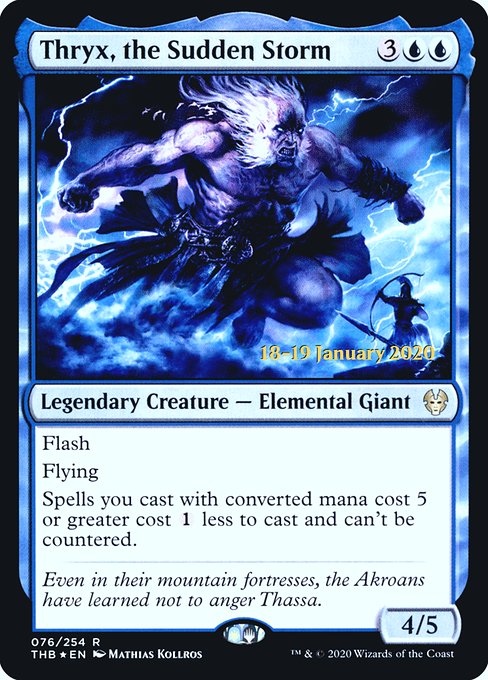 Thryx, the Sudden Storm 3
18-19 January 2020
Legendary Creature — Elemental Giant
Flash
Flying
Spells you cast with converted mana cost 5
or greater cost 1 less to cast and can't be
countered.
Even in their mountain fortresses, the Akroans
have learned not to anger Thassa.
4/5
076/254 R
THB ★ EN Mathias Kollros
™ & © 2020 Wizards of the Coast